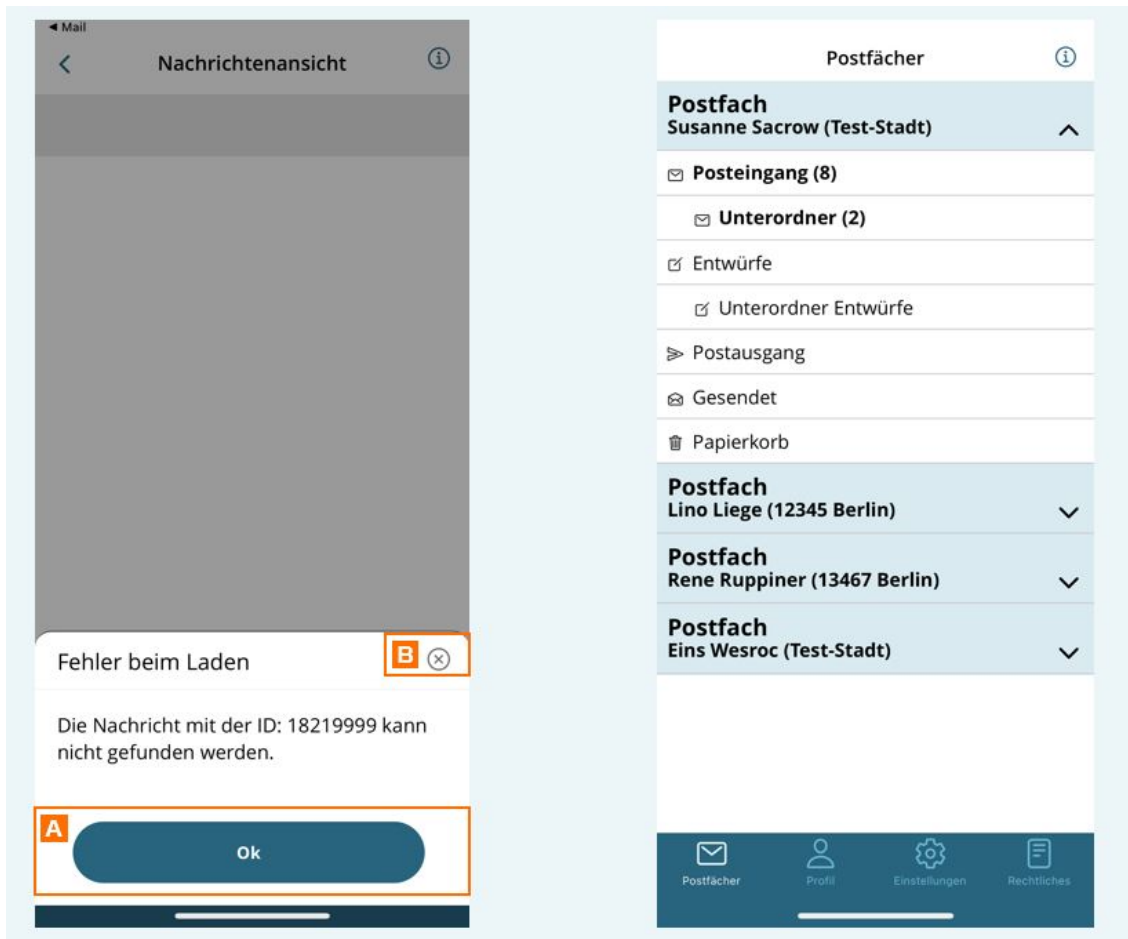 ◄ Mail
Nachrichtenansicht
Fehler beim Laden
B
Die Nachricht mit der ID: 18219999 kann
nicht gefunden werden.
A
Ok
Postfächer
Postfach
Susanne Sacrow (Test-Stadt)
Posteingang (8)
Unterordner (2)
Entwürfe
Unterordner Entwürfe
Postausgang
Gesendet
Papierkorb
Postfach
Lino Liege (12345 Berlin)
Postfach
Rene Ruppiner (13467 Berlin)
Postfach
Eins Wesroc (Test-Stadt)
Postfächer
Profil
Einstellungen
Rechtliches